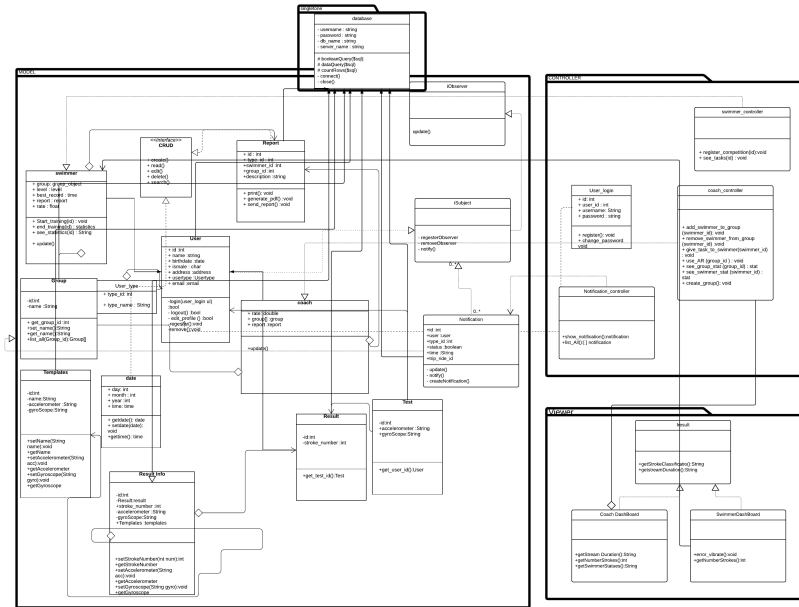 singletone
database
- username : string
- password : string
- db_name : string
- server_name : string
# booleanQuery($sql)
# dataQuery($sql)
# countRows($sql)
- connect()
- close()
MODEL
IObserver
update()
<<interface>>
CRUD
+ create()
+ read()
+ edit()
+ delete()
+ search()
Report
+ id : int
+ type_id : int
+swimmer_id :int
+group_id :int
+description :string
+ print(): void
+ generate_pdf() :void
+ send_report() :void
swimmer
+ group: group_object
+ level : level
+ best_record : time
+ report : report
+ rate : float
+ Start_training(id) : void
+ end_training(id) : statistics
+ see_statistics(id) : String
+ update()
ISubject
- regesterObserver
- removeObserver
- notify()
0..*
0..*
User
+ id :int
+ name :string
+ birthdate :date
+ ismale : char
+ address :address
+ usertype :Usertype
+ email :email
-login(user_login ul)
:bool
- logout() :bool
- edit_profile () :bool
-regester():void
-remove():void
User_type
+ type_id: int
+ type_name : String
Group
-id:int
-name :String
+ get_group_id :int
+ set_name():String
+ get_name():String
+ list_all(Group_id):Group[]
coach
+ rate :double
+ group[] :group
+ report :report
+update()
Notification
+id :int
+user :user
+type_id :int
+status :boolean
+time :String
+trip_ride_id
- update()
- notify()
- createNotification()
Templates
-id:int
-name:String
-accelerometer :String
-gyroScope:String
+setName(String
name):void
+getName
+setAccelerometer(String
acc):void
+getAccelerometer
+setGyroscope(String
gyro):void
+getGyroscope
date
+ day: int
+ month : int
+ year :int
+ time: time
+ getdate(): date
+ setdate(date):
void
+getime(): time
Result
-id:int
-stroke_number :int
+get_test_id():Test
Test
-id:int
+accelerometer :String
+gyroScope:String
+get_user_id():User
Result Info
-id:int
-Result:result
+stroke_number :int
-accelerometer :String
-gyroScope:String
+Templates :templates
+setStrokeNumber(int num):int
+getStrokeNumber
+setAccelerometer(String
acc):void
+getAccelerometer
+setGyroscope(String gyro):void
+getGyroscope
CONTROLLER
swimmer_controller
+ register_competition(id):void
+ see_tasks(id) : void
User_login
+ id: int
+ user_id : int
+ username: String
+ password : string
+ register() : void
+ change_password :
void
coach_controller
+ add_swimmer_to_group
(swimmer_id) :void
+ remove_swimmer_from_group
(swimmer_id) :void
+ give_task_to_swimmer(swimmer_id)
: void
+ use_AR (group_id ) : void
+ see_group_stat (group_id) : stat
+ see_swimmer_stat (swimmer_id) :
stat
+ create_group() : void
Notification_controller
+show_notification():notification
+list_All():[] notification
Viewer
Iresult
+getStrokeClassification():String
+getstreamDuration():String
Coach DashBoard
+getStream Duration():String
+getNumberStrokes():int
+getSwimmerStatues():String
SwimmerDashBoard
+error_vibrate():void
+getNumberStrokes():int